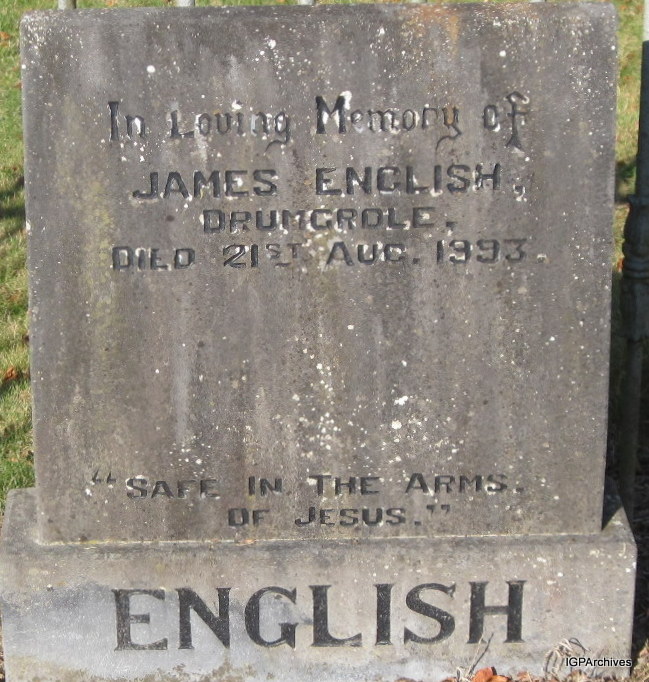 In Loving Memory of
JAMES ENGLISH,
DRUMCROLE,
DIED 21ST AUG. 1993.
"SAFE IN THE ARMS.
OF JESUS."
ENGLISH
IGPArchives